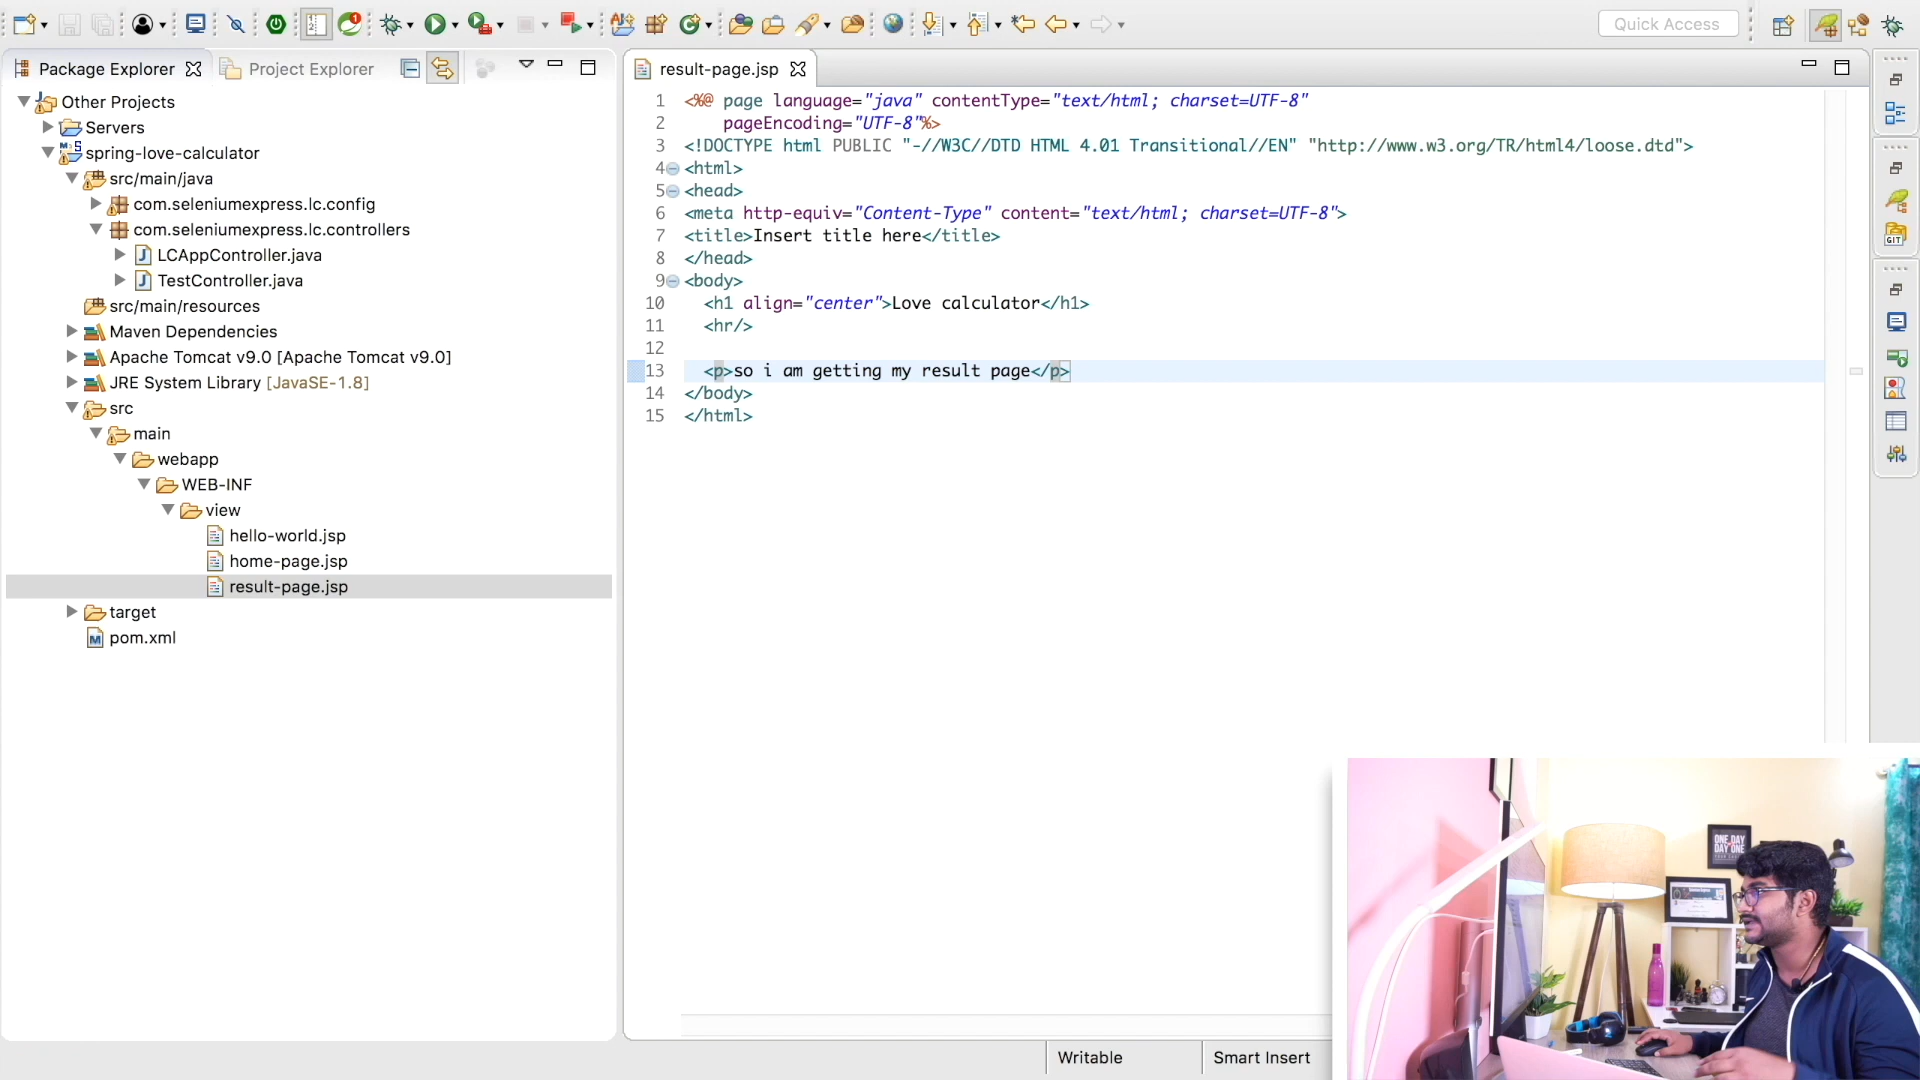 Quick Access
Package Explorer
Project Explorer
result-page.jsp
Other Projects
Servers
spring-love-calculator
src/main/java
com.seleniumexpress.lc.config
com.seleniumexpress.lc.controllers
LCAppController.java
TestController.java
src/main/resources
Maven Dependencies
Apache Tomcat v9.0 [Apache Tomcat v9.0]
JRE System Library [JavaSE-1.8]
src
main
webapp
WEB-INF
view
hello-world.jsp
home-page.jsp
result-page.jsp
target
pom.xml
1 <%@ page language="java" contentType="text/html; charset=UTF-8"
2     pageEncoding="UTF-8"%>
3 <!DOCTYPE html PUBLIC "-//W3C//DTD HTML 4.01 Transitional//EN" "http://www.w3.org/TR/html4/loose.dtd">
4 <html>
5 <head>
6 <meta http-equiv="Content-Type" content="text/html; charset=UTF-8">
7 <title>Insert title here</title>
8 </head>
9 <body>
10   <h1 align="center">Love calculator</h1>
11   <hr/>
12
13   <p>so i am getting my result page</p>
14 </body>
15 </html>
GIT
ONE DAY
DAY ONE
Writable
Smart Insert